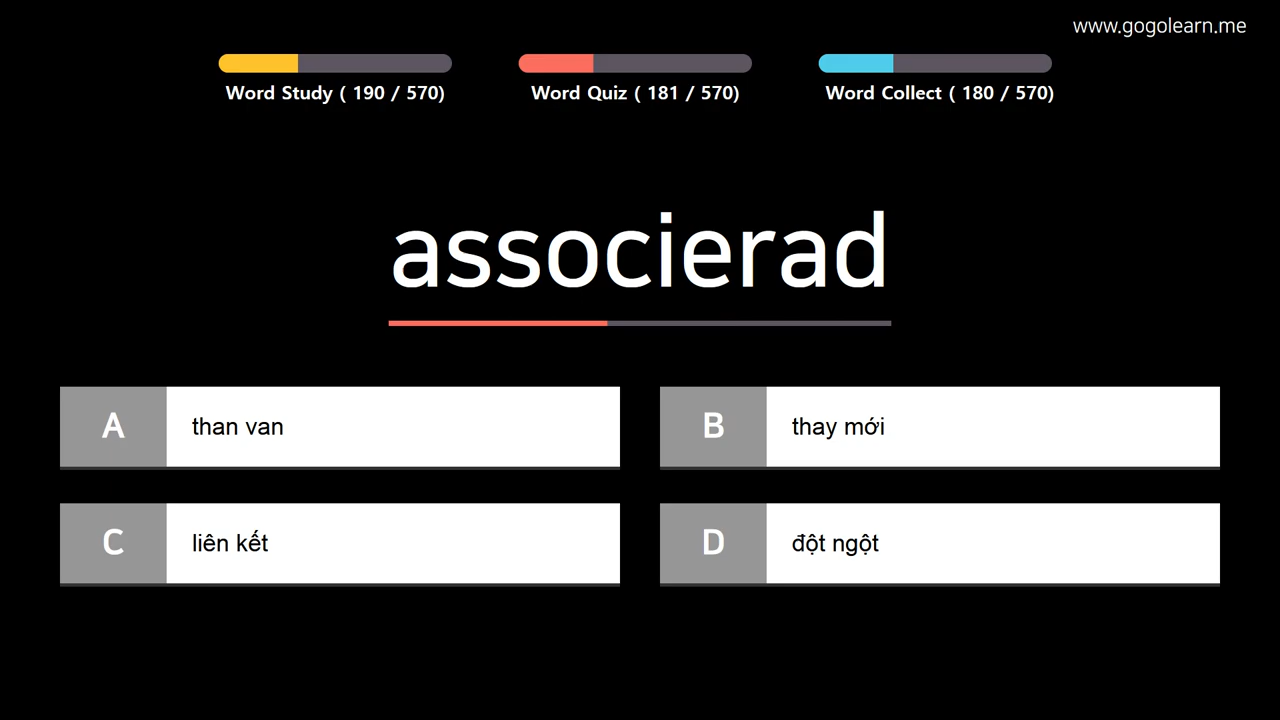 www.gogolearn.me
Word Study ( 190 / 570)
Word Quiz ( 181 / 570)
Word Collect ( 180 / 570)
associerad
A
than van
B
thay mới
C
liên kết
D
đột ngột